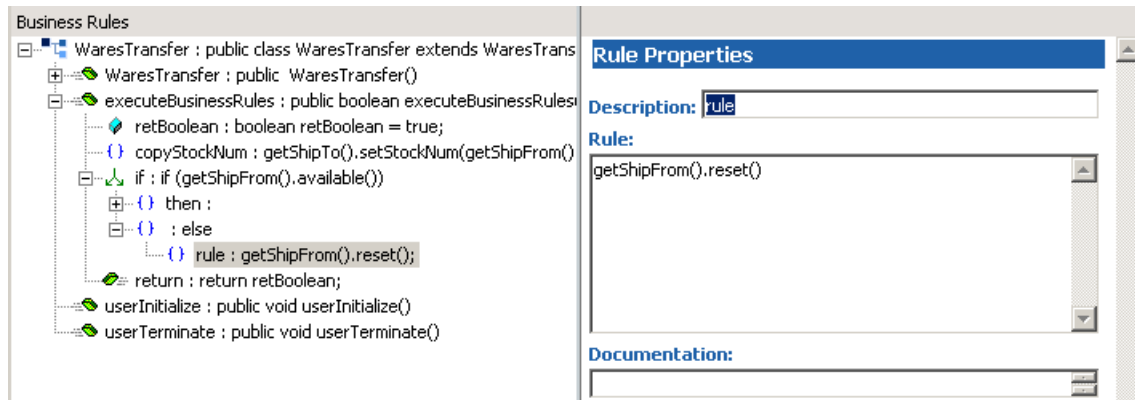 Business Rules
WaresTransfer : public class WaresTransfer extends WaresTrans
WaresTransfer : public WaresTransfer()
executeBusinessRules : public boolean executeBusinessRules
retBoolean : boolean retBoolean = true;
{} copyStockNum : getShipTo().setStockNum(getShipFrom()
if : if (getShipFrom().available())
{} then :
{} : else
{} rule : getShipFrom().reset();
return : return retBoolean;
userInitialize : public void userInitialize()
userTerminate : public void userTerminate()
Rule Properties
Description: rule
Rule:
getShipFrom().reset()
Documentation: